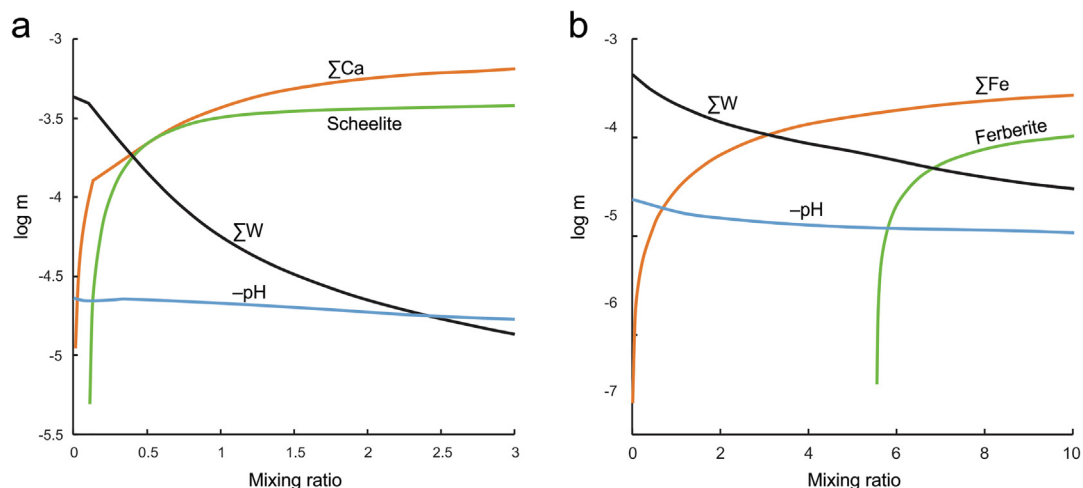 a
-3
-3.5
-4
-4.5
-5
-5.5
log m
∑Ca
Scheelite
∑W
–pH
0
0.5
1
1.5
2
2.5
3
Mixing ratio
b
-3
-4
-5
-6
-7
log m
∑W
∑Fe
Ferberite
–pH
0
2
4
6
8
10
Mixing ratio